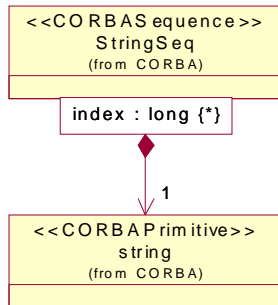 <<CORBASequence>>
StringSeq
(from CORBA)
index : long {*}
1
<<CORBAPrimitive>>
string
(from CORBA)